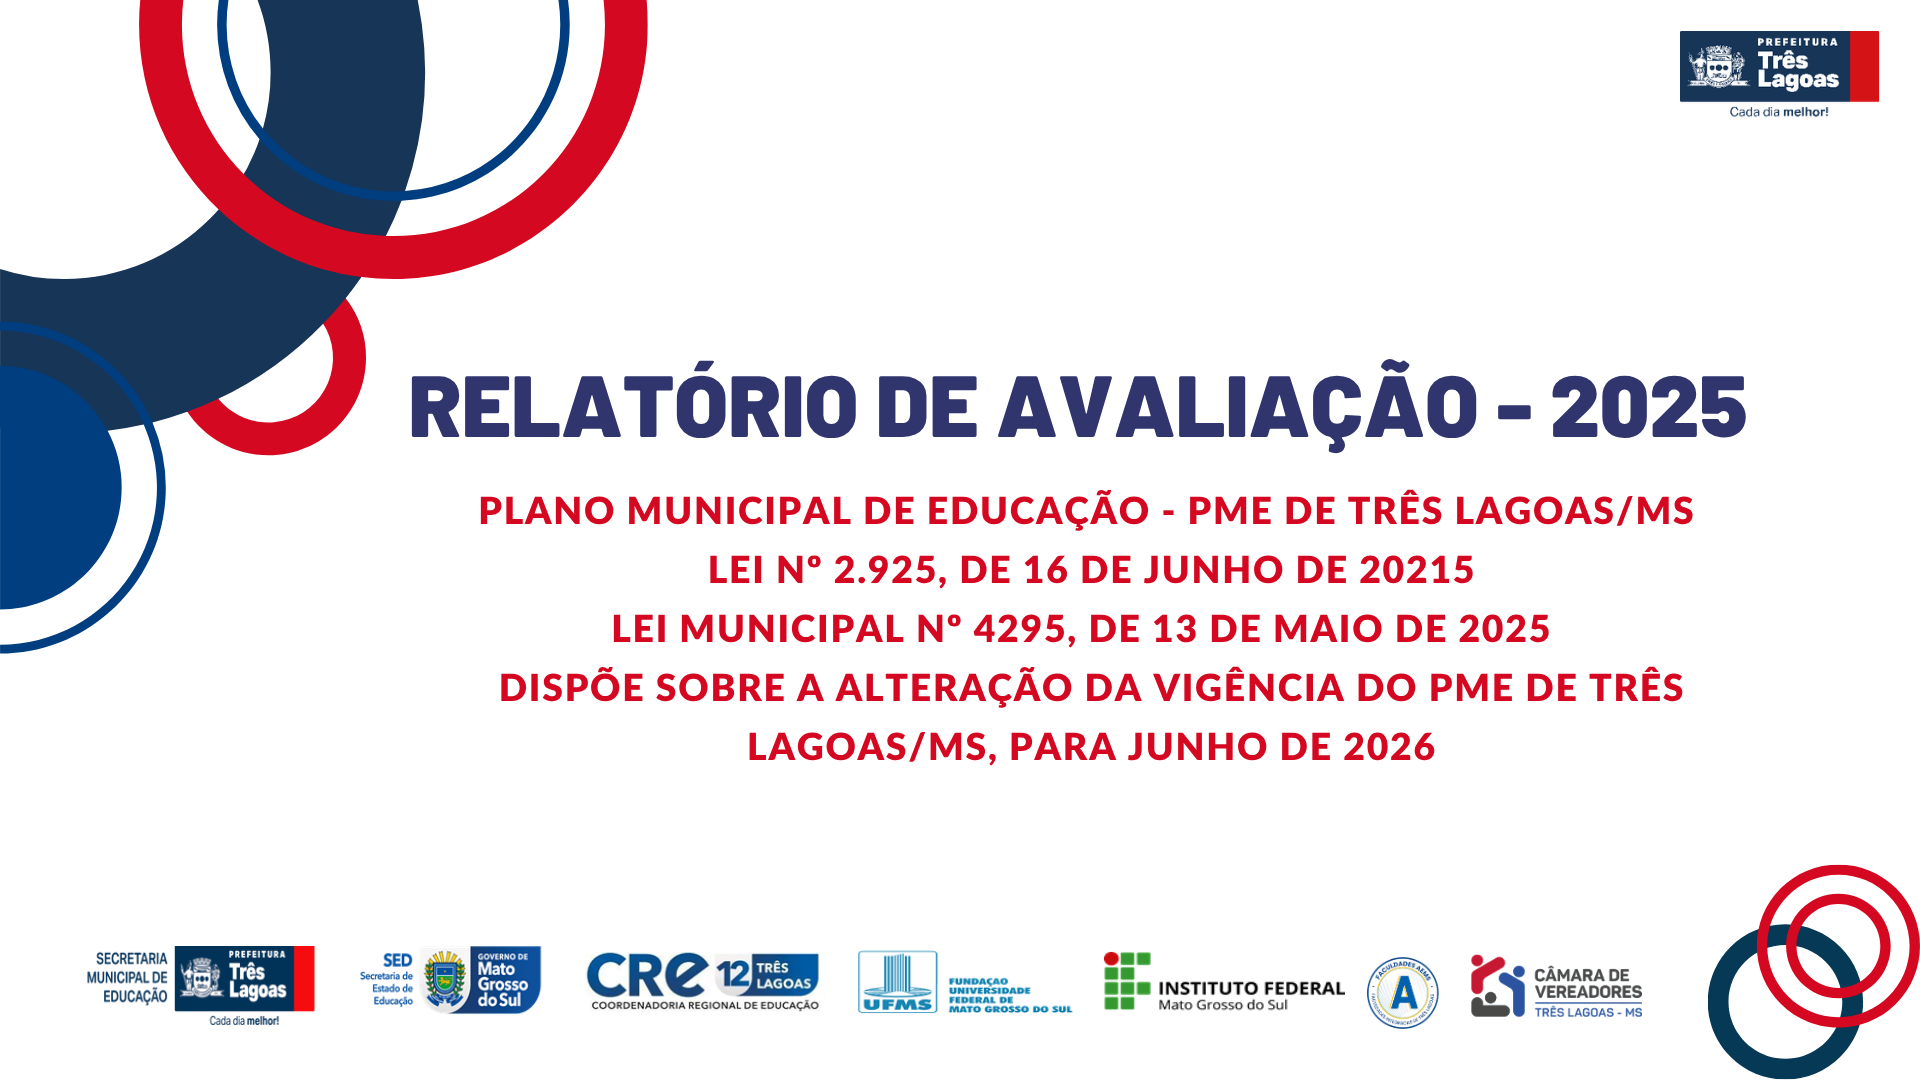 PREFEITURA
Três
Lagoas
Cada dia melhor!
RELATÓRIO DE AVALIAÇÃO - 2025
PLANO MUNICIPAL DE EDUCAÇÃO - PME DE TRÊS LAGOAS/MS
LEI Nº 2.925, DE 16 DE JUNHO DE 20215
LEI MUNICIPAL Nº 4295, DE 13 DE MAIO DE 2025
DISPÕE SOBRE A ALTERAÇÃO DA VIGÊNCIA DO PME DE TRÊS
LAGOAS/MS, PARA JUNHO DE 2026
SECRETARIA
MUNICIPAL DE
EDUCAÇÃO
PREFEITURA
Três
Lagoas
Cada dia melhor!
SED
Secretaria de
Estado de
Educação
GOVERNO DE
Mato
Grosso
do Sul
CRE 12 TRÊS
LAGOAS
COORDENADORIA REGIONAL DE EDUCAÇÃO
UFMS
FUNDAÇAO
UNIVERSIDADE
FEDERAL DE
MATO GROSSO DO SUL
INSTITUTO FEDERAL
Mato Grosso do Sul
FACULDADES AEMS
A
CÂMARA DE
VEREADORES
TRÊS LAGOAS - MS